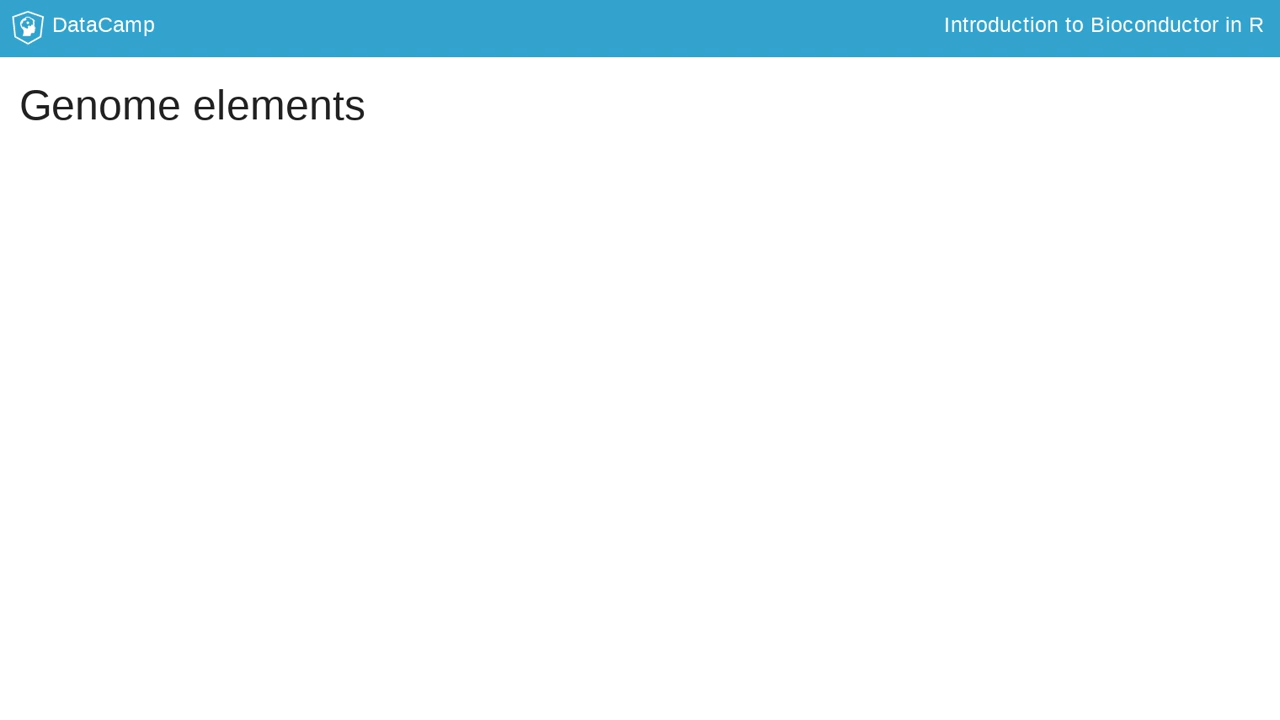 DataCamp
Introduction to Bioconductor in R
Genome elements